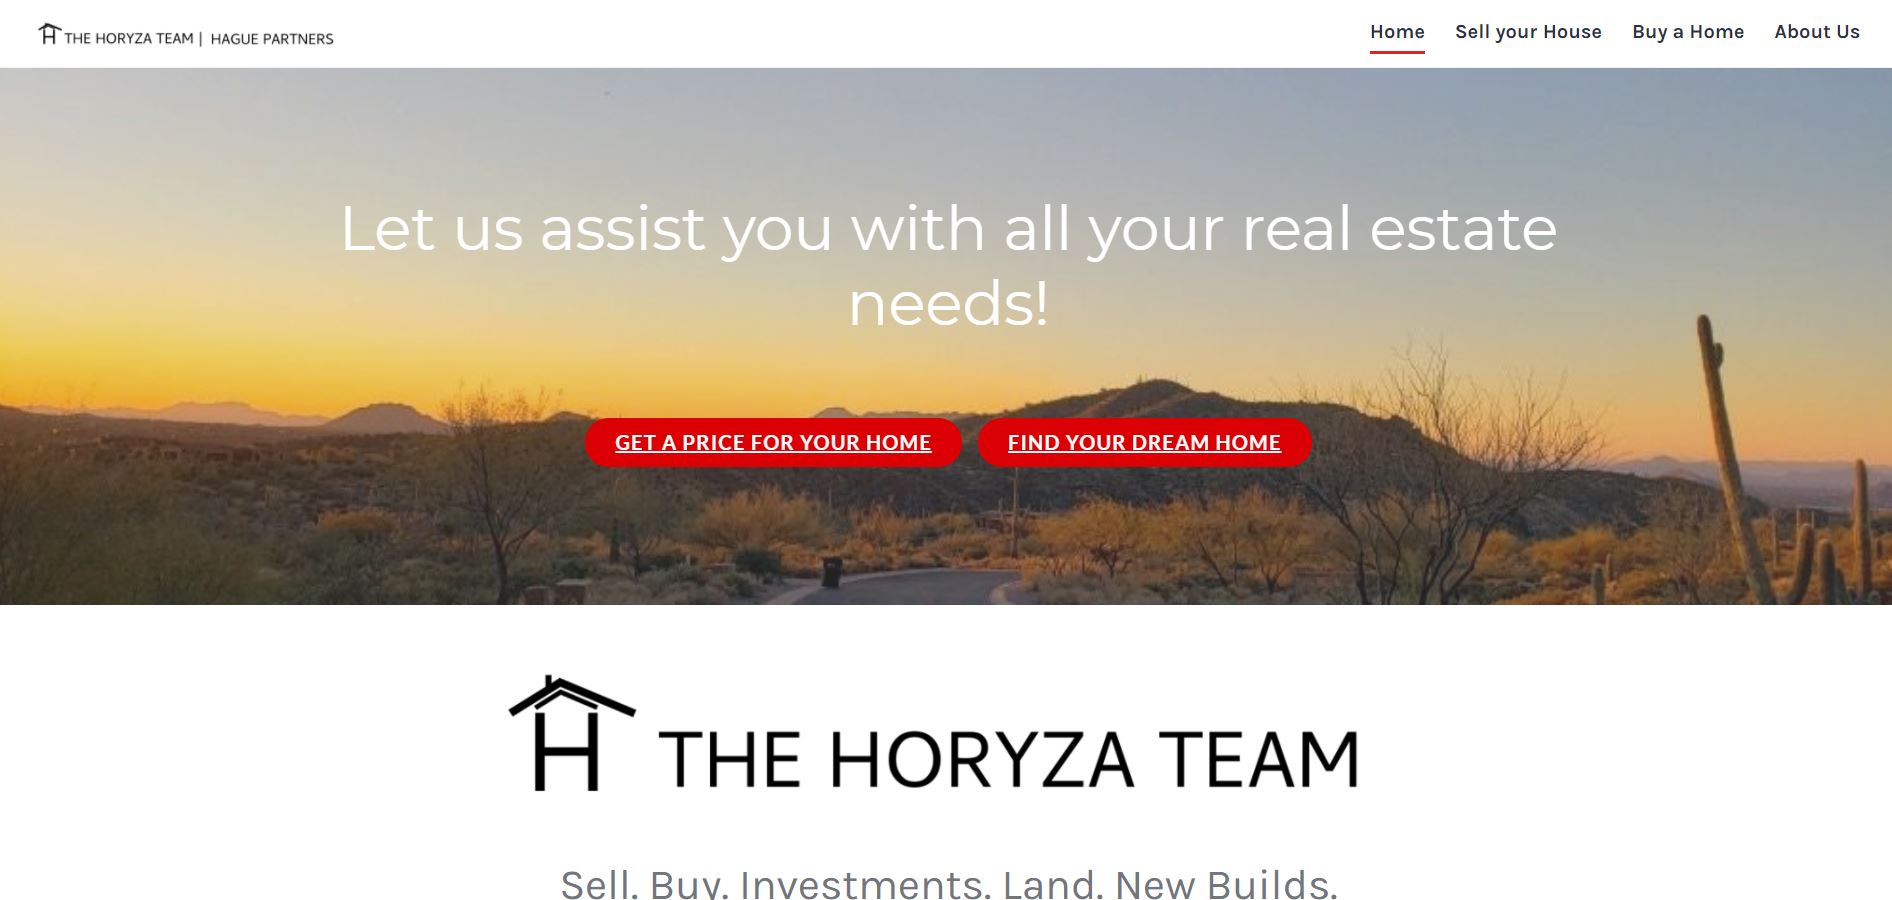 THE HORYZA TEAM | HAGUE PARTNERS
Home Sell your House Buy a Home About Us
Let us assist you with all your real estate
needs!
GET A PRICE FOR YOUR HOME FIND YOUR DREAM HOME
H THE HORYZA TEAM
Sell. Buy. Investments. Land. New Builds.